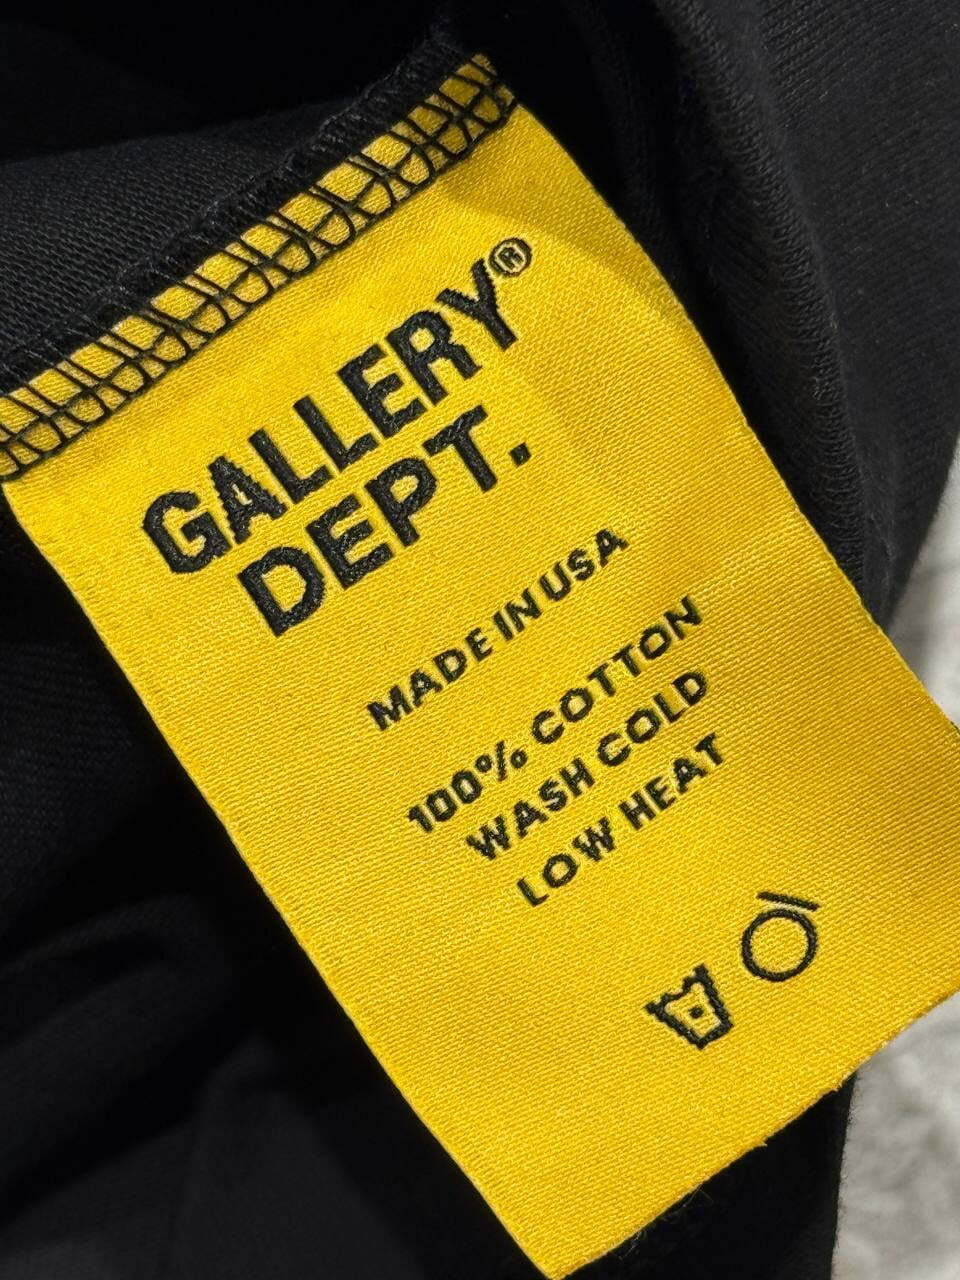 GALLERY®
DEPT.
MADE IN USA
100% COTTON
WASH COLD
LOW HEAT